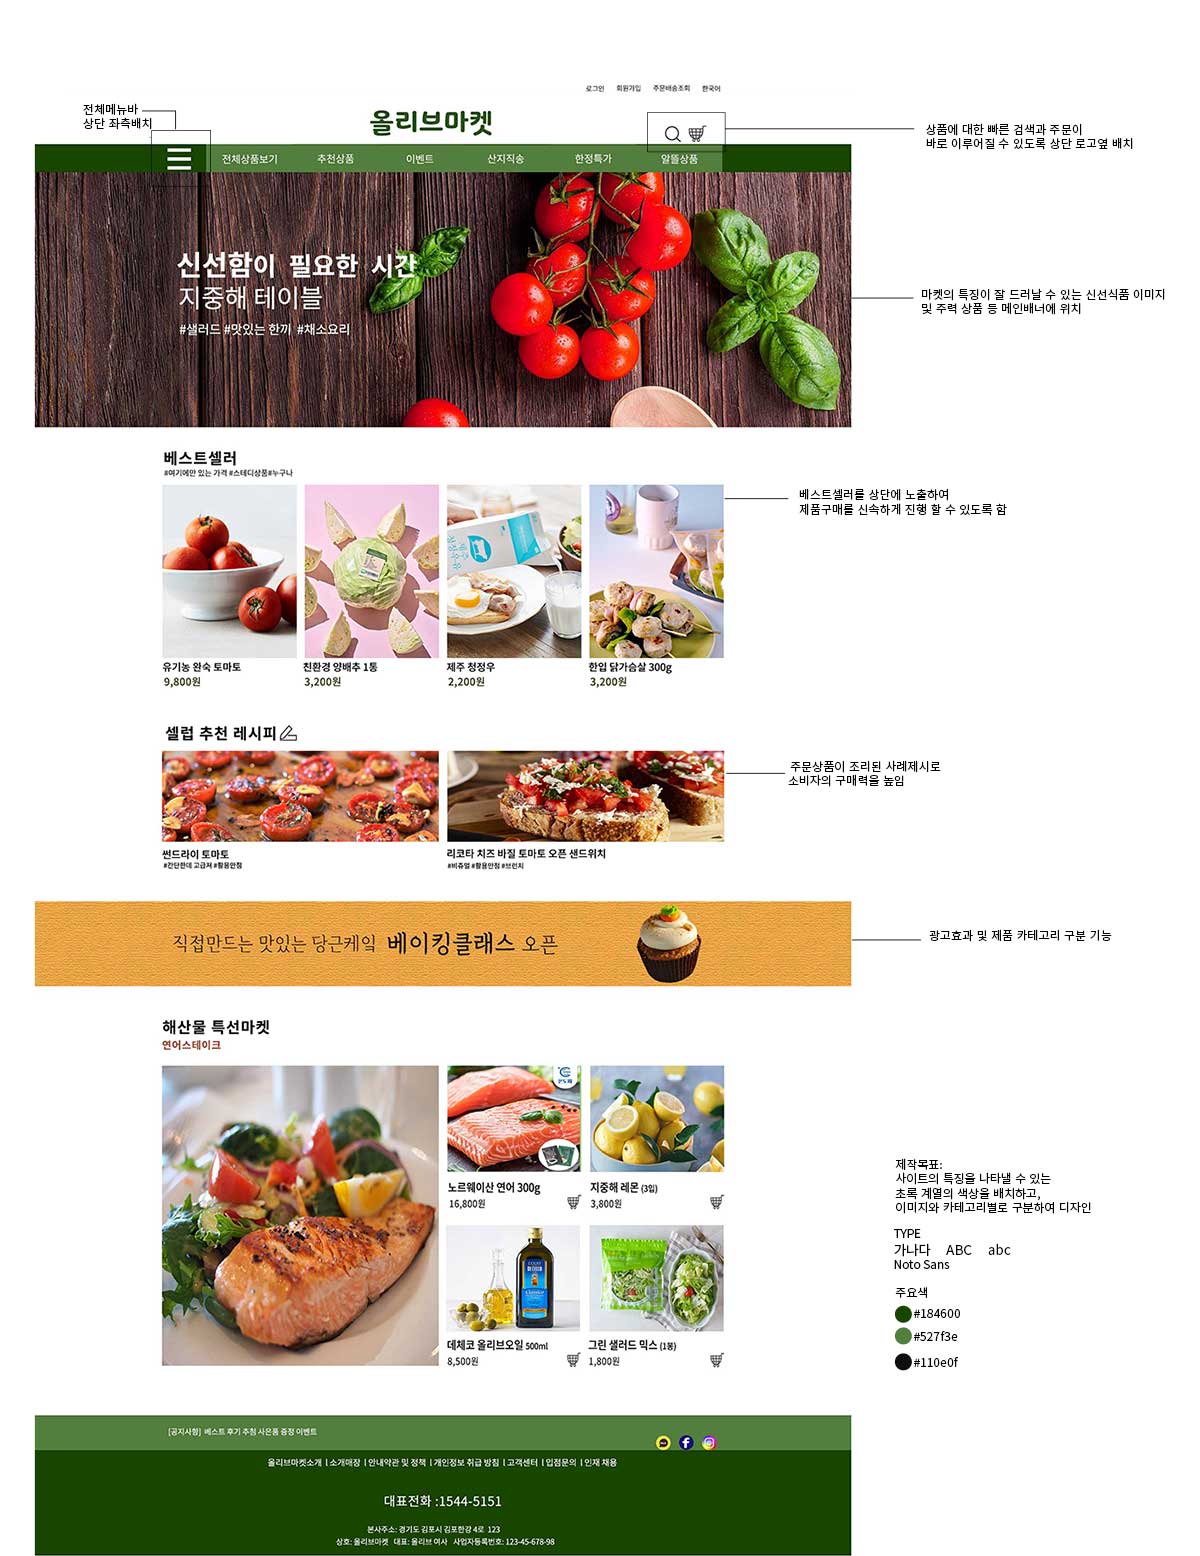 로그인 회원가입 주문배송조회 한국어
전체메뉴바
상단 좌측배치
올리브마켓
상품에 대한 빠른 검색과 주문이
바로 이루어질 수 있도록 상단 로고옆 배치
전체상품보기 추천상품 이벤트 산지직송 한정특가 알뜰상품
신선함이 필요한 시간
지중해 테이블
#샐러드 #맛있는 한끼 #채소요리
마켓의 특징이 잘 드러날 수 있는 신선식품 이미지
및 주력 상품 등 메인배너에 위치
베스트셀러
#여기에만 있는 가격 #스테디상품#누구나
베스트셀러를 상단에 노출하여
제품구매를 신속하게 진행 할 수 있도록 함
유기농 완숙 토마토
9,800원
친환경 양배추 1통
3,200원
제주 청정우
2,200원
한입 닭가슴살 300g
3,200원
셀럽 추천 레시피
주문상품이 조리된 사례제시로
소비자의 구매력을 높임
썬드라이 토마토
#간단한데 고급져 #활용만점
리코타 치즈 바질 토마토 오픈 샌드위치
#비쥬얼 #활용만점 #브런치
직접만드는 맛있는 당근케잌 베이킹클래스 오픈
광고효과 및 제품 카테고리 구분 기능
해산물 특선마켓
연어스테이크
노르웨이산 연어 300g
16,800원
지중해 레몬 (3입)
3,800원
데체코 올리브오일 500ml
8,500원
그린 샐러드 믹스 (1봉)
1,800원
제작목표:
사이트의 특징을 나타낼 수 있는
초록 계열의 색상을 배치하고,
이미지와 카테고리별로 구분하여 디자인
TYPE
가나다 ABC abc
Noto Sans
주요색
#184600
#527f3e
#110e0f
[공지사항] 베스트 후기 추첨 사은품 증정 이벤트
올리브마켓소개 l 소개매장 l 안내약관 및 정책 l 개인정보 취급 방침 l 고객센터 l 입점문의 l 인재 채용
대표전화 :1544-5151
본사주소: 경기도 김포시 김포한강 4로 123
상호: 올리브마켓 대표: 올리브 여사 사업자등록번호: 123-45-678-98